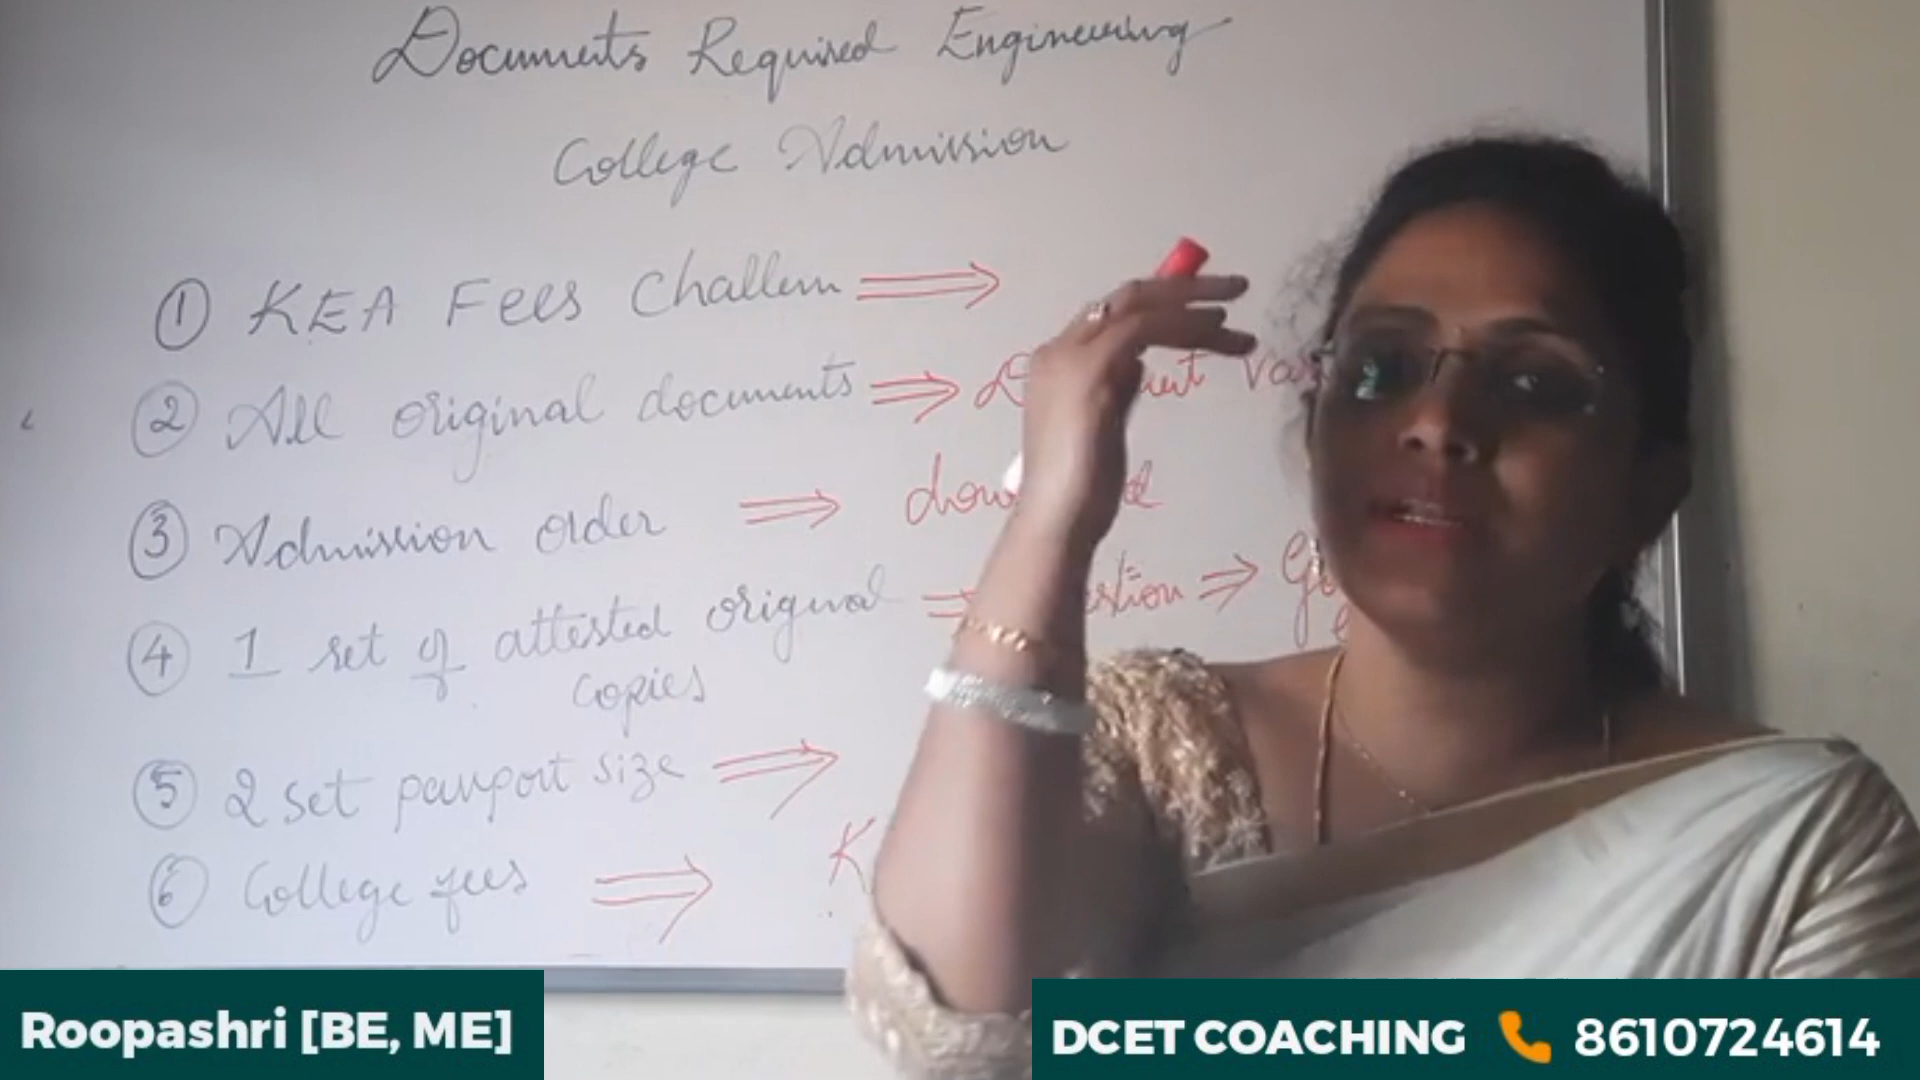 Documents Required Engineering
College Admission
① KEA Fees Challem ⇒
② All original documents ⇒
③ Admission order ⇒
④ 1 set of attested original ⇒ ⇒
copies
⑤ 2 set passport size ⇒
⑥ College fees ⇒ K
Roopashri [BE, ME]
DCET COACHING 8610724614